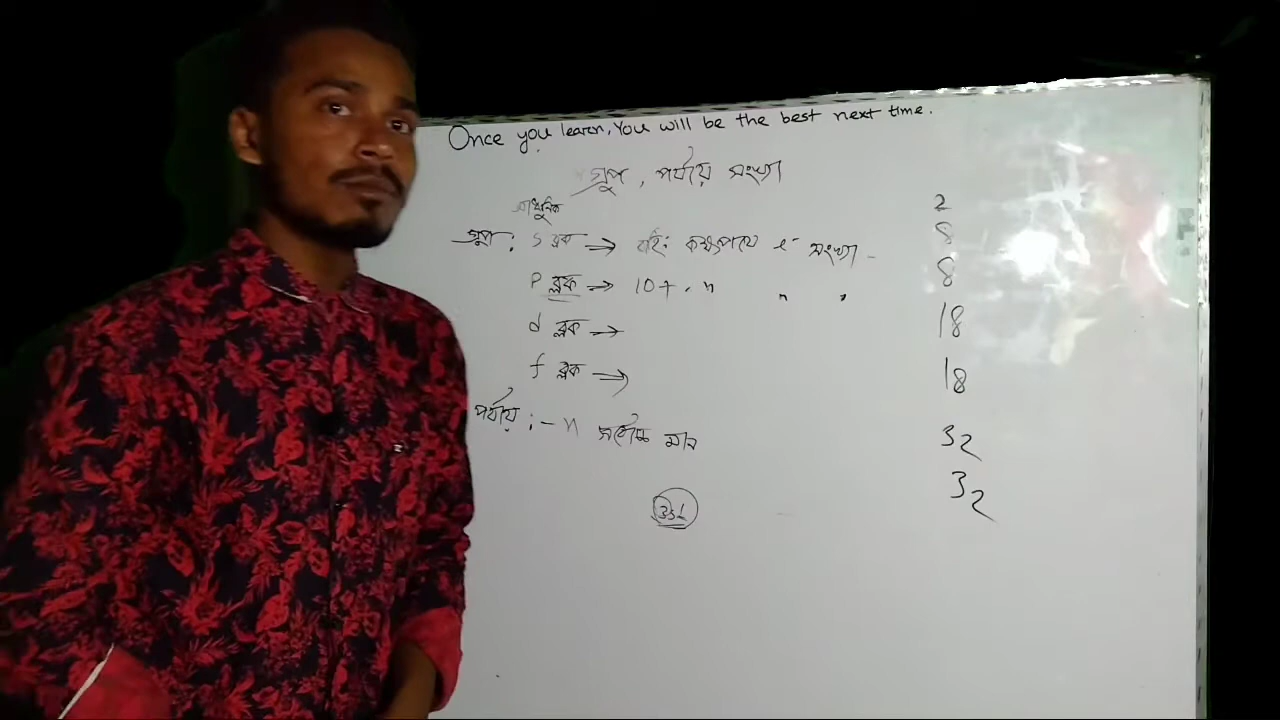 Once you learn, You will be the best next time.
গ্রুপ, পর্যায় সংখ্যা
আধুনিক
গ্রুপ: s ব্লক → বহিঃ কক্ষপথে e⁻ সংখ্যা -
p ব্লক → 10+ " " "
d ব্লক →
f ব্লক →
পর্যায় :- n সর্বোচ্চ মান
2
8
8
18
18
32
32